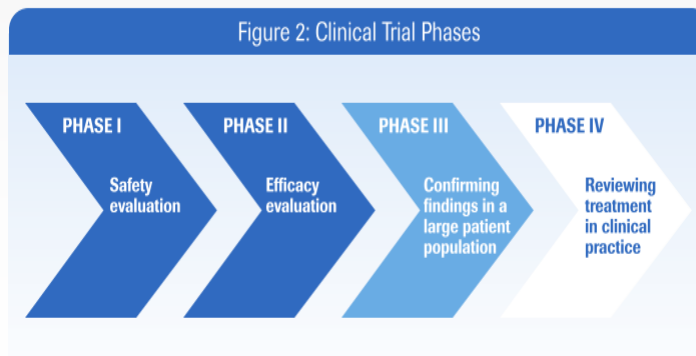 Figure 2: Clinical Trial Phases
PHASE I
Safety
evaluation
PHASE II
Efficacy
evaluation
PHASE III
Confirming
findings in a
large patient
population
PHASE IV
Reviewing
treatment
in clinical
practice